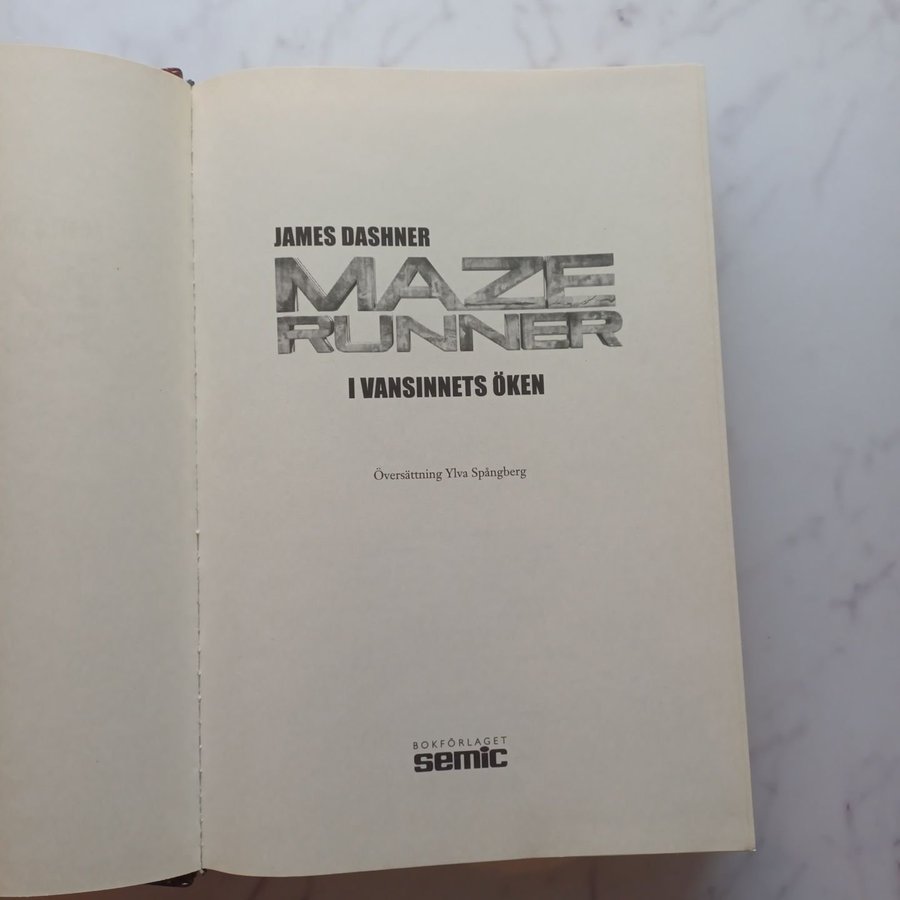 JAMES DASHNER
MAZE
RUNNER
I VANSINNETS ÖKEN
Översättning Ylva Spångberg
BOKFÖRLAGET
semic